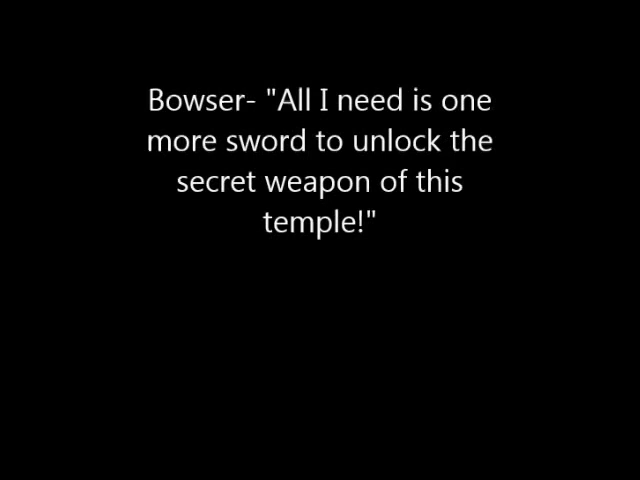 Bowser- "All I need is one
more sword to unlock the
secret weapon of this
temple!"